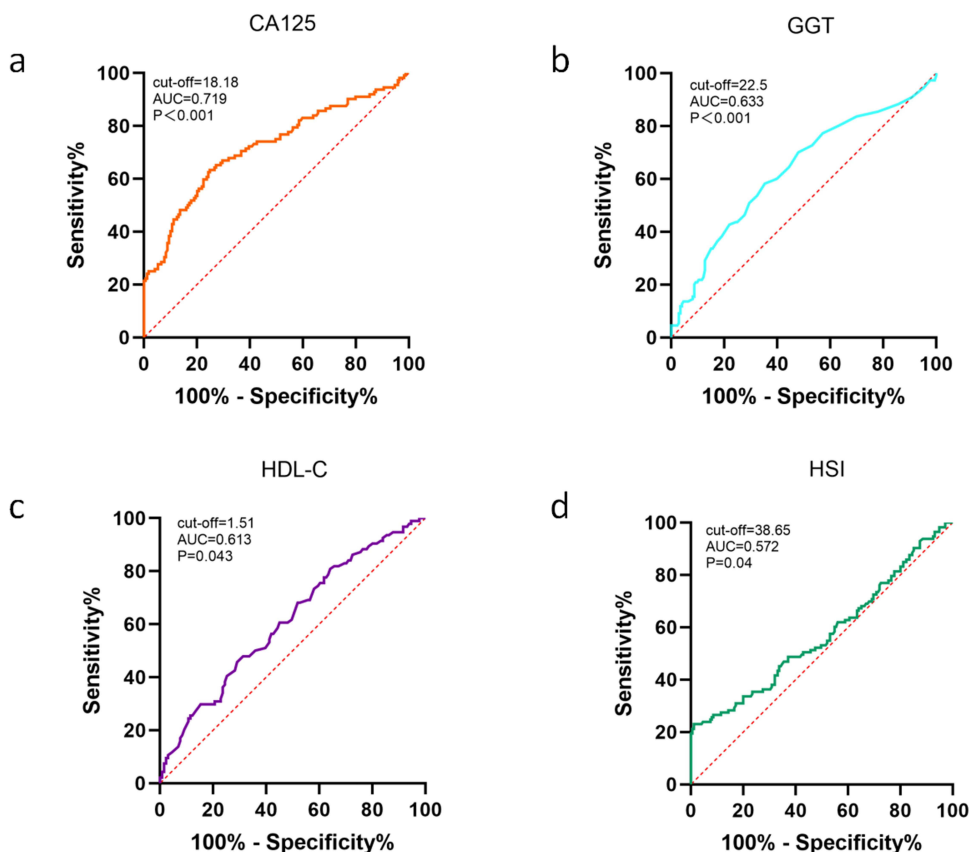 CA125
a
cut-off=18.18
AUC=0.719
P<0.001
100
80
60
40
20
0
Sensitivity%
0 20 40 60 80 100
100% - Specificity%
GGT
b
cut-off=22.5
AUC=0.633
P<0.001
100
80
60
40
20
0
Sensitivity%
0 20 40 60 80 100
100% - Specificity%
HDL-C
c
cut-off=1.51
AUC=0.613
P=0.043
100
80
60
40
20
0
Sensitivity%
0 20 40 60 80 100
100% - Specificity%
HSI
d
cut-off=38.65
AUC=0.572
P=0.04
100
80
60
40
20
0
Sensitivity%
0 20 40 60 80 100
100% - Specificity%